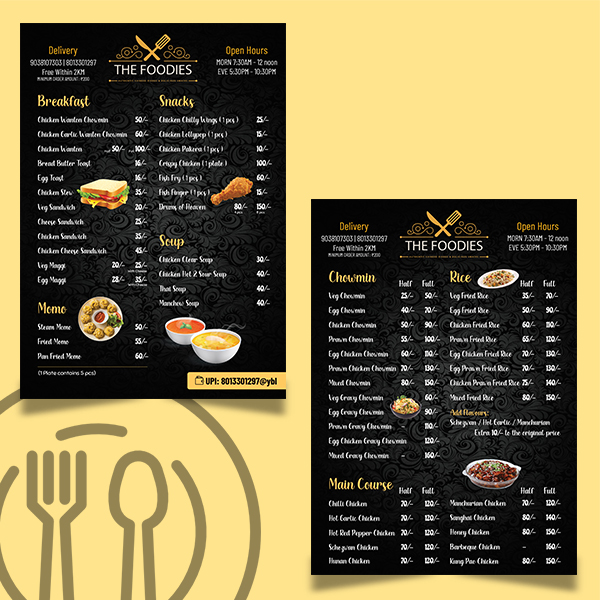 Delivery
9038107303 | 8013301297
Free Within 2KM
MINIMUM ORDER AMOUNT: ₹200
THE FOODIES
Open Hours
MORN 7:30AM - 12 noon
EVE 5:30PM - 10:30PM
Breakfast
Chicken Wanton Chowmin 50/-
Chicken Garlic Wanton Chowmin 60/-
Chicken Wanton 50/- 100/-
Bread Butter Toast 16/-
Egg Toast 16/-
Chicken Stew 35/-
Veg Sandwich 20/-
Cheese Sandwich 25/-
Chicken Sandwich 35/-
Chicken Cheese Sandwich 45/-
Veg Maggi 20/- 25/-
Egg Maggi 28/- 35/-
Momo
Steam Momo 50/-
Fried Momo 55/-
Pan Fried Momo 60/-
(1 Plate contains 5 pcs)
Snacks
Chicken Chilly Wings ( 1 pcs ) 25/-
Chicken Lollypop ( 1 pcs ) 15/-
Chicken Pakora ( 1 pcs ) 10/-
Crispy Chicken ( 1 plate ) 100/-
Fish Fry ( 1 pcs ) 60/-
Fish Finger ( 1 pcs ) 15/-
Drums of Heaven 80/- 150/-
Soup
Chicken Clear Soup 30/-
Chicken Hot 2 Sour Soup 40/-
Thai Soup 40/-
Manchow Soup 40/-
UPI: 8013301297@ybl
Delivery
9038107303 | 8013301297
Free Within 2KM
MINIMUM ORDER AMOUNT: ₹200
THE FOODIES
Open Hours
MORN 7:30AM - 12 noon
EVE 5:30PM - 10:30PM
Chowmin Half Full
Veg Chowmin 25/- 50/-
Egg Chowmin 40/- 70/-
Chicken Chowmin 50/- 90/-
Prawn Chowmin 55/- 100/-
Egg Chicken Chowmin 60/- 110/-
Prawn Chicken Chowmin 70/- 130/-
Mixed Chowmin 80/- 150/-
Veg Gravy Chowmin 60/-
Egg Gravy Chowmin 90/-
Prawn Gravy Chowmin - 110/-
Egg Chicken Gravy Chowmin 120/-
Mixed Gravy Chowmin - 160/-
Rice Half Full
Veg Fried Rice 35/- 70/-
Egg Fried Rice 50/- 90/-
Chicken Fried Rice 60/- 110/-
Prawn Fried Rice 65/- 120/-
Egg Chicken Fried Rice 70/- 130/-
Egg Prawn Fried Rice 70/- 130/-
Chicken Prawn Fried Rice 75/- 140/-
Mixed Fried Rice 80/- 150/-
Add Flavours:
Schezwan / Hot Garlic / Manchurian
Extra 10/- to the original price
Main Course Half Full
Chilli Chicken 70/- 120/-
Hot Garlic Chicken 70/- 120/-
Hot Red Pepper Chicken 70/- 120/-
Schezwan Chicken 70/- 120/-
Hunan Chicken 70/- 120/-
Half Full
Manchurian Chicken 70/- 120/-
Sanghai Chicken 80/- 140/-
Honey Chicken 80/- 150/-
Barbeque Chicken - 160/-
Kung Pao Chicken 80/- 150/-